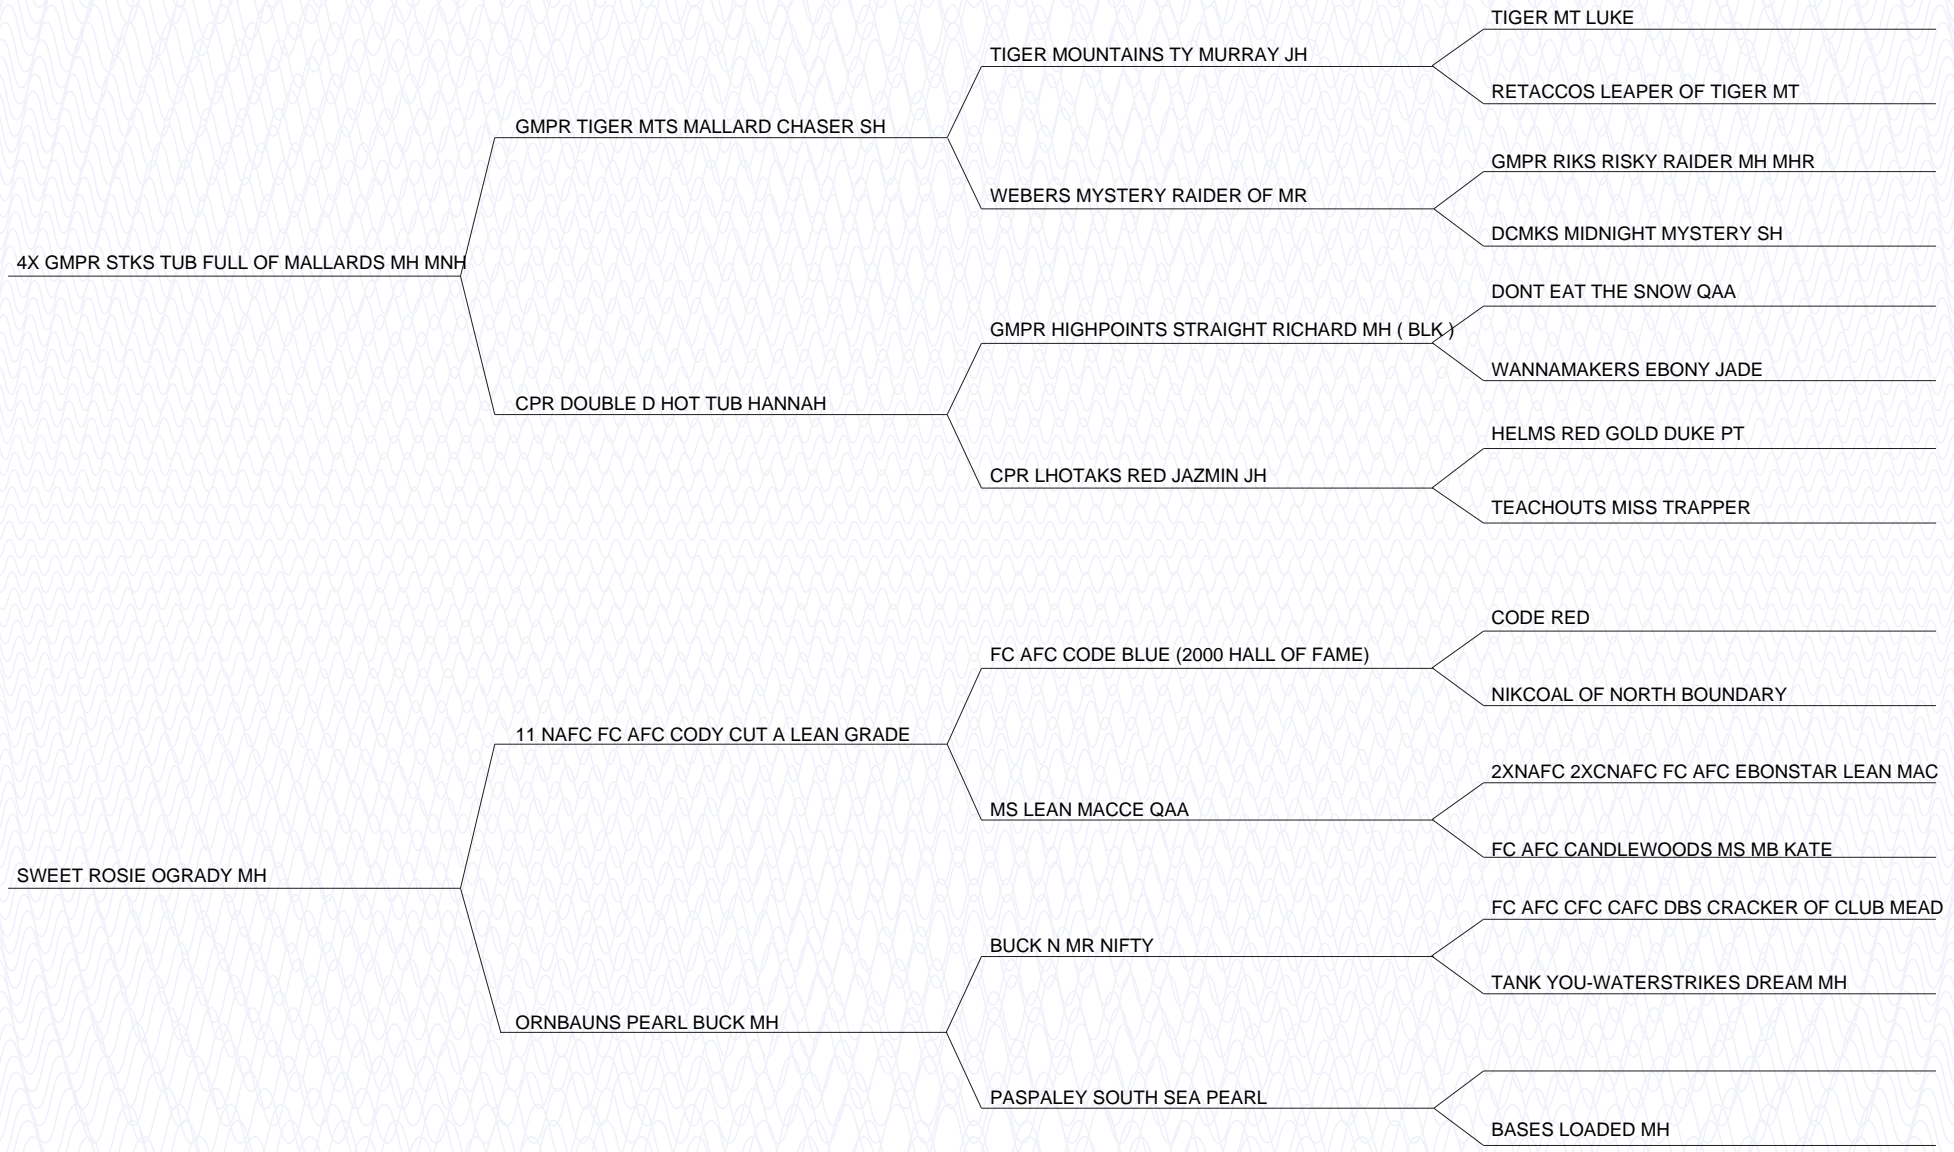 TIGER MT LUKE
TIGER MOUNTAINS TY MURRAY JH
RETACCOS LEAPER OF TIGER MT
GMPR TIGER MTS MALLARD CHASER SH
GMPR RIKS RISKY RAIDER MH MHR
WEBERS MYSTERY RAIDER OF MR
DCMKS MIDNIGHT MYSTERY SH
4X GMPR STKS TUB FULL OF MALLARDS MH MNH
DONT EAT THE SNOW QAA
GMPR HIGHPOINTS STRAIGHT RICHARD MH ( BLK )
WANNAMAKERS EBONY JADE
CPR DOUBLE D HOT TUB HANNAH
HELMS RED GOLD DUKE PT
CPR LHOTAKS RED JAZMIN JH
TEACHOUTS MISS TRAPPER
CODE RED
FC AFC CODE BLUE (2000 HALL OF FAME)
NIKCOAL OF NORTH BOUNDARY
11 NAFC FC AFC CODY CUT A LEAN GRADE
2XNAFC 2XCNAFC FC AFC EBONSTAR LEAN MAC
MS LEAN MACCE QAA
FC AFC CANDLEWOODS MS MB KATE
SWEET ROSIE OGRADY MH
FC AFC CFC CAFC DBS CRACKER OF CLUB MEAD
BUCK N MR NIFTY
TANK YOU-WATERSTRIKES DREAM MH
ORNBAUNS PEARL BUCK MH
PASPALEY SOUTH SEA PEARL
BASES LOADED MH